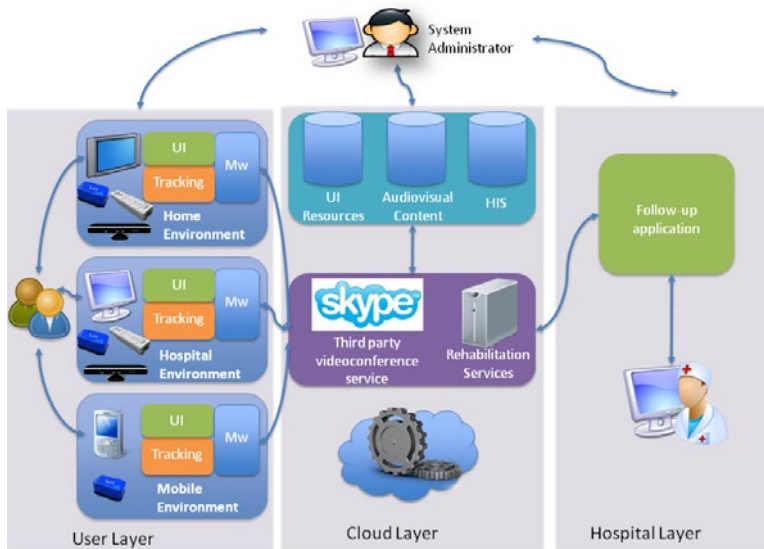 System
Administrator
UI
Tracking
Mw
Home
Environment
UI
Tracking
Mw
Hospital
Environment
UI
Tracking
Mw
Mobile
Environment
User Layer
UI
Resources
Audiovisual
Content
HIS
skype
Third party
videoconference
service
Rehabilitation
Services
Cloud Layer
Follow-up
application
Hospital Layer